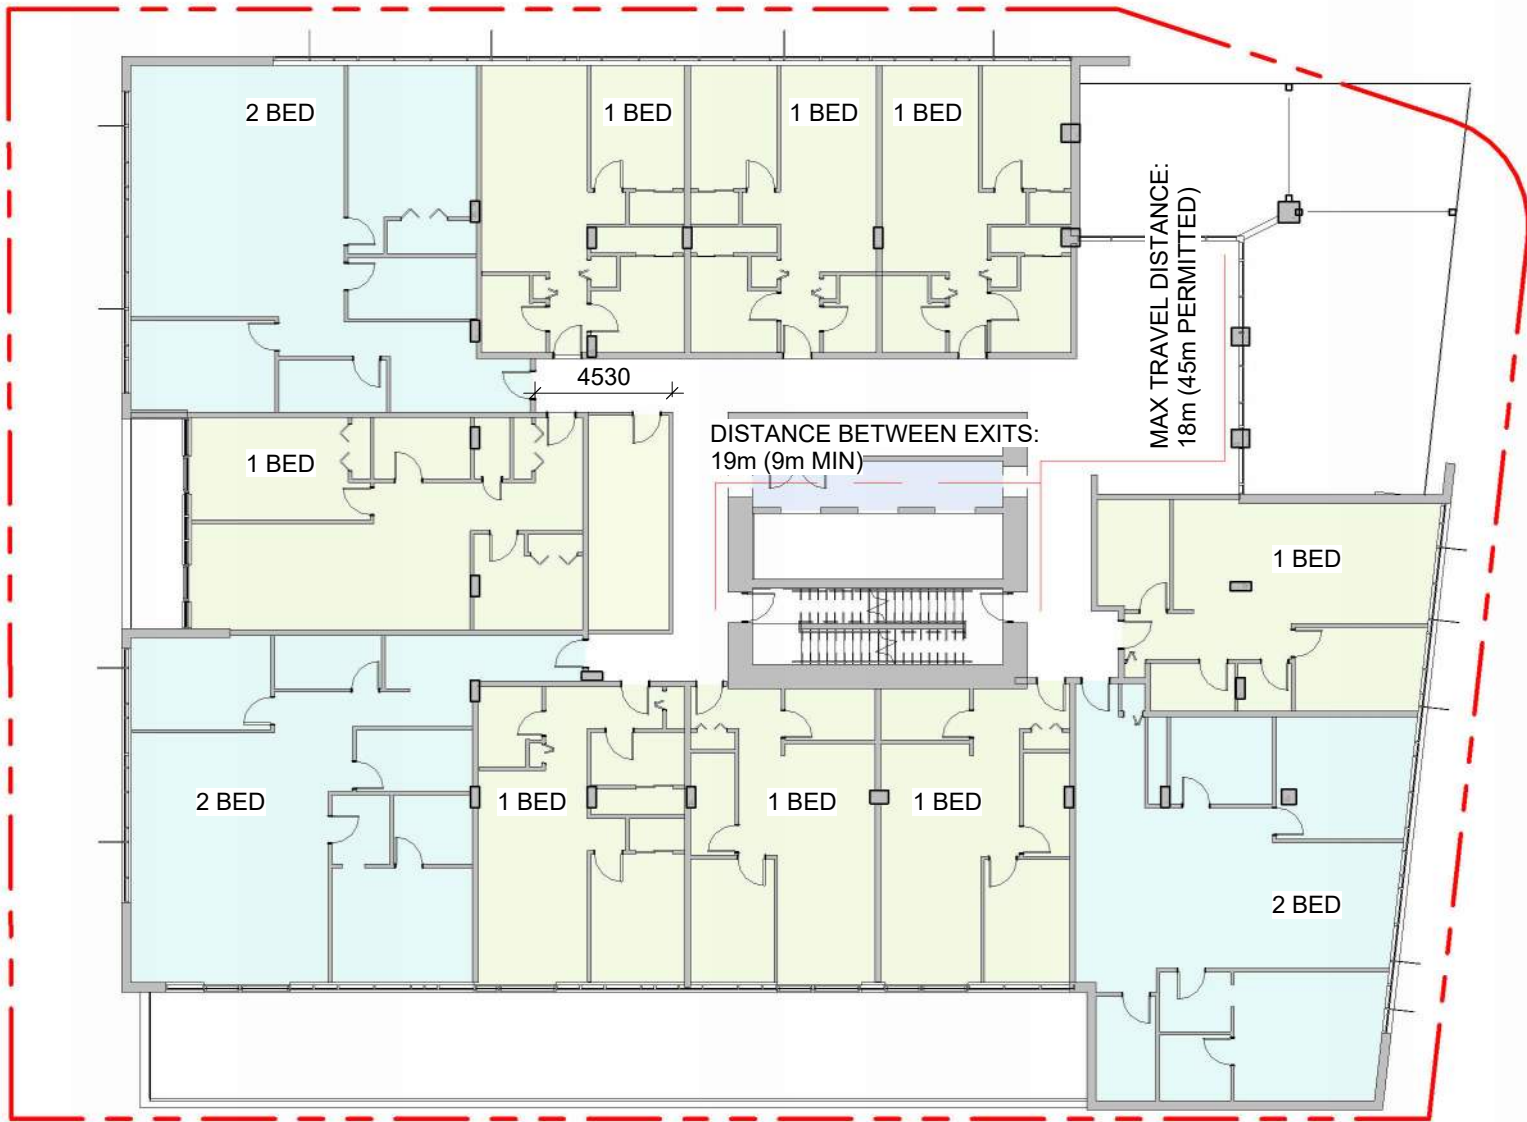 2 BED
1 BED
1 BED
1 BED
MAX TRAVEL DISTANCE:
18m (45m PERMITTED)
4530
DISTANCE BETWEEN EXITS:
19m (9m MIN)
1 BED
1 BED
2 BED
1 BED
1 BED
1 BED
2 BED